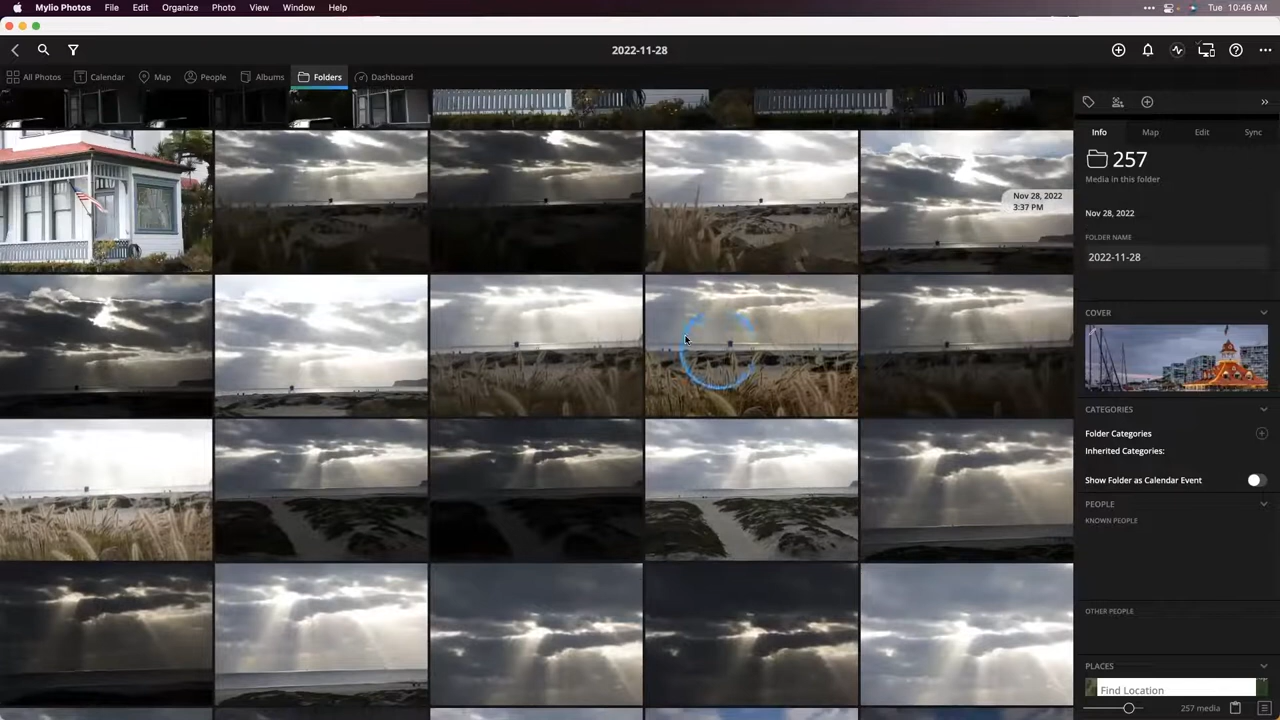 Mylio Photos File Edit Organize Photo View Window Help
Tue 10:46 AM
2022-11-28
All Photos Calendar Map People Albums Folders Dashboard
Nov 28, 2022
3:37 PM
Info Map Edit Sync
257
Media in this folder
Nov 28, 2022
FOLDER NAME
2022-11-28
COVER
CATEGORIES
Folder Categories
Inherited Categories:
Show Folder as Calendar Event
PEOPLE
KNOWN PEOPLE
OTHER PEOPLE
PLACES
Find Location
257 media